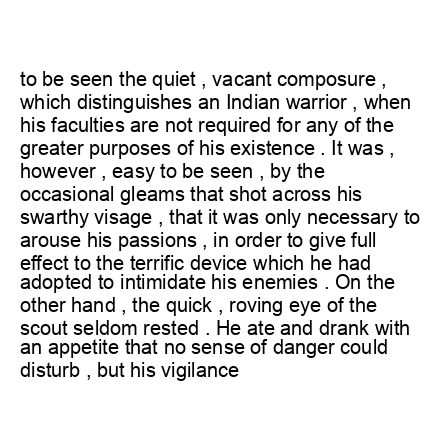 to be seen the quiet , vacant composure ,
which distinguishes an Indian warrior , when
his faculties are not required for any of the
greater purposes of his existence . It was ,
however , easy to be seen , by the
occasional gleams that shot across his
swarthy visage , that it was only necessary to
arouse his passions , in order to give full
effect to the terrific device which he had
adopted to intimidate his enemies . On the
other hand , the quick , roving eye of the
scout seldom rested . He ate and drank with
an appetite that no sense of danger could
disturb , but his vigilance